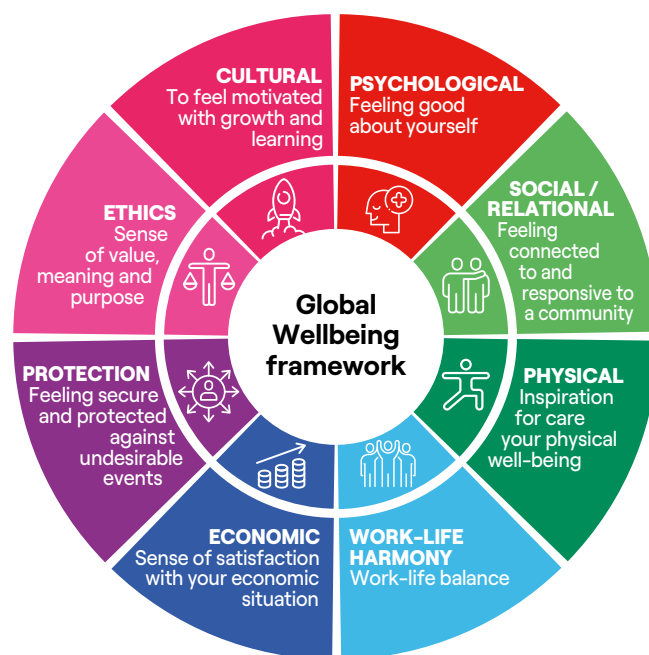 CULTURAL
To feel motivated
with growth and
learning
PSYCHOLOGICAL
Feeling good
about yourself
SOCIAL /
RELATIONAL
Feeling
connected
to and
responsive to
a community
PHYSICAL
Inspiration
for care
your physical
well-being
WORK-LIFE
HARMONY
Work-life balance
ECONOMIC
Sense of satisfaction
with your economic
situation
PROTECTION
Feeling secure
and protected
against
undesirable
events
ETHICS
Sense
of value,
meaning and
purpose
Global
Wellbeing
framework